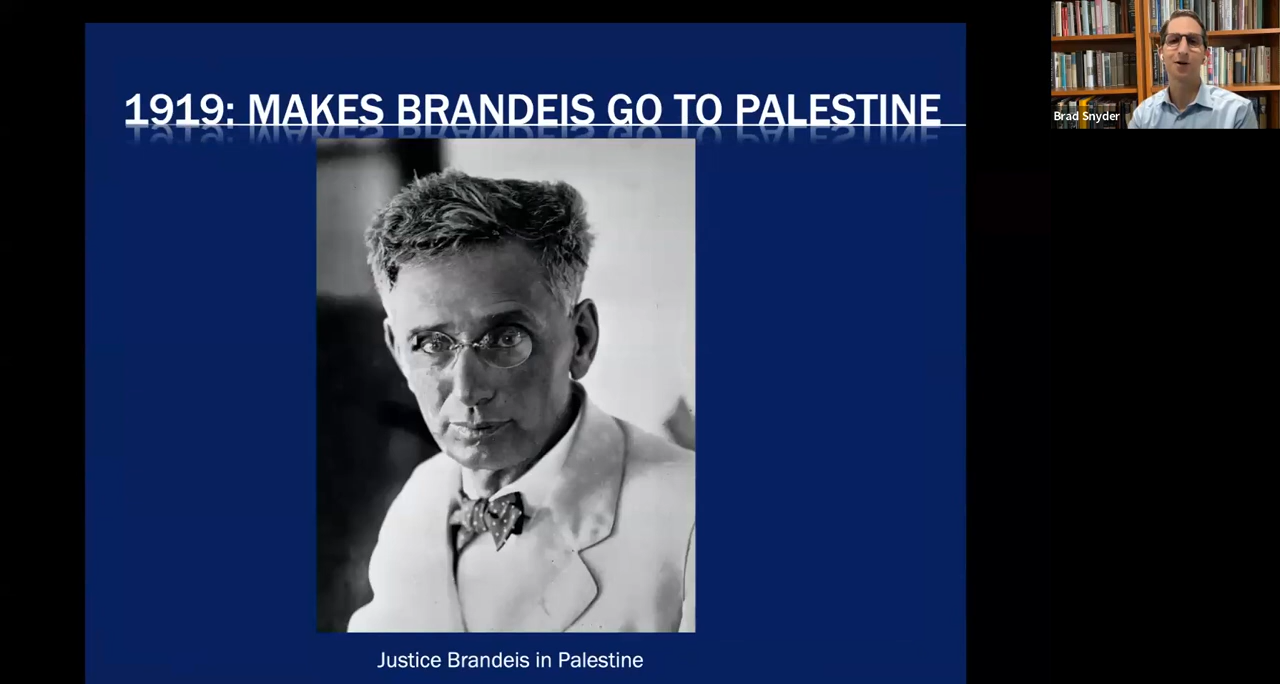 1919: MAKES BRANDEIS GO TO PALESTINE
Brad Snyder
Justice Brandeis in Palestine